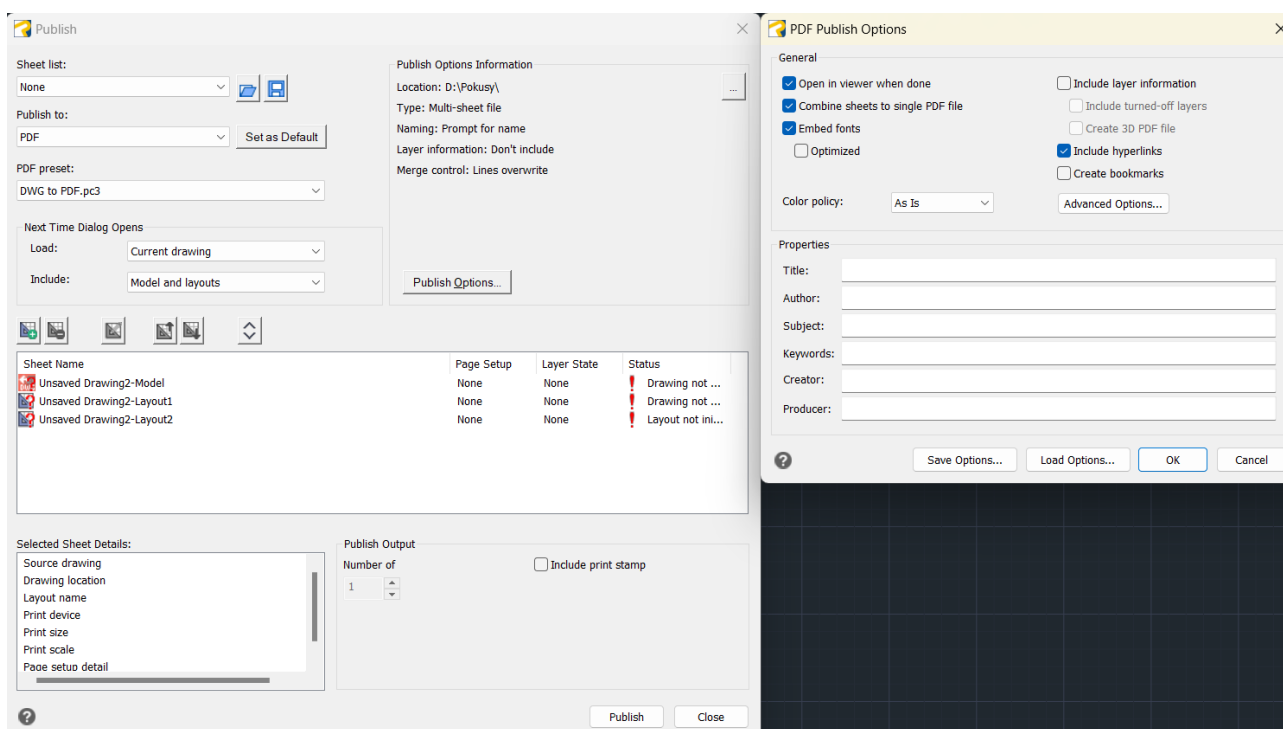 Publish
Sheet list:
None
Publish to:
PDF
Set as Default
PDF preset:
DWG to PDF.pc3
Next Time Dialog Opens
Load:
Current drawing
Include:
Model and layouts
Publish Options Information
Location: D:\Pokusy\
...
Type: Multi-sheet file
Naming: Prompt for name
Layer information: Don't include
Merge control: Lines overwrite
Publish Options...
Sheet Name Page Setup Layer State Status
Unsaved Drawing2-Model None None Drawing not ...
Unsaved Drawing2-Layout1 None None Drawing not ...
Unsaved Drawing2-Layout2 None None Layout not ini...
Selected Sheet Details:
Source drawing
Drawing location
Layout name
Print device
Print size
Print scale
Page setup detail
Publish Output
Number of
1
Include print stamp
Publish
Close
PDF Publish Options
General
Open in viewer when done
Combine sheets to single PDF file
Embed fonts
Optimized
Include layer information
Include turned-off layers
Create 3D PDF file
Include hyperlinks
Create bookmarks
Color policy:
As Is
Advanced Options...
Properties
Title:
Author:
Subject:
Keywords:
Creator:
Producer:
Save Options...
Load Options...
OK
Cancel